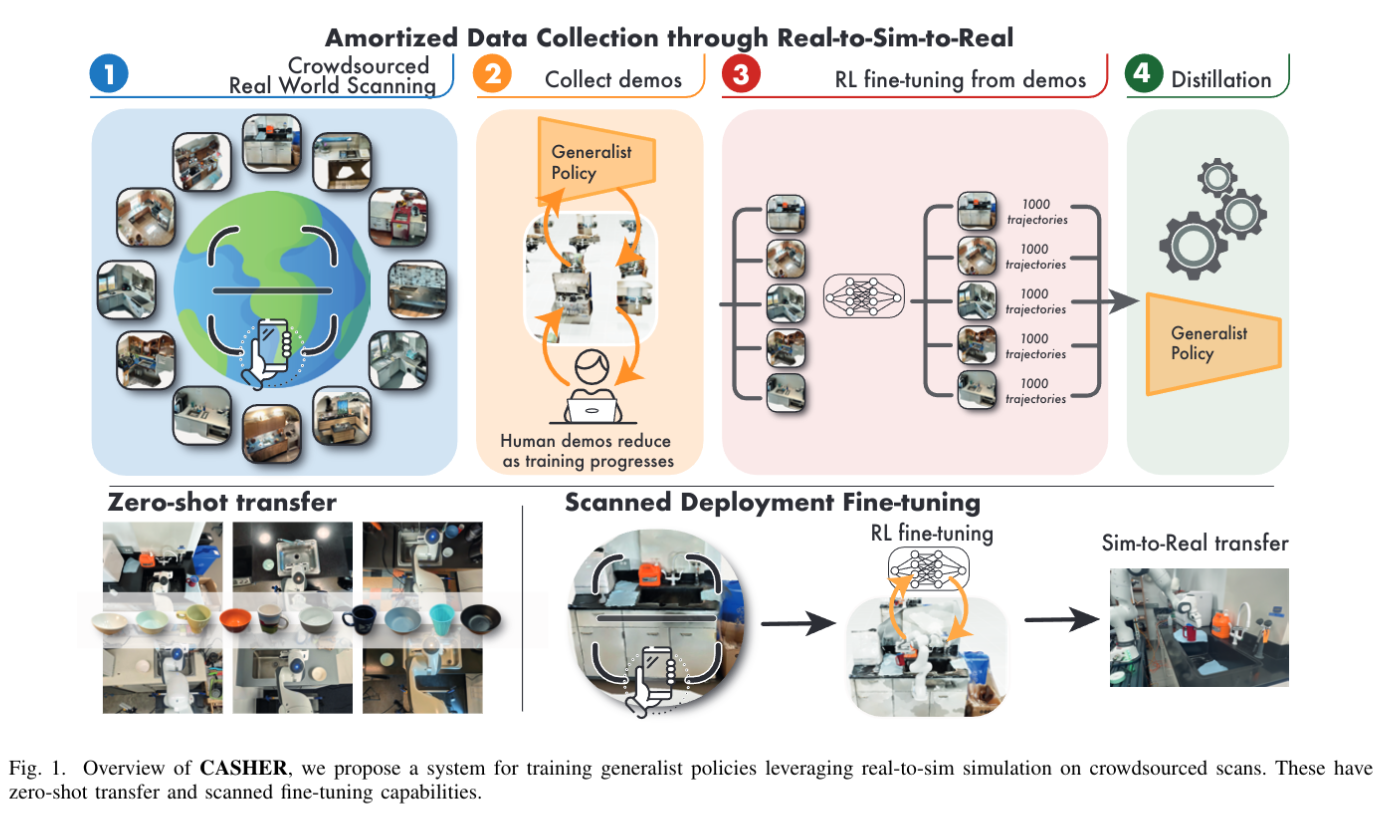 Amortized Data Collection through Real-to-Sim-to-Real
1
Crowdsourced
Real World Scanning
2
Collect demos
3
RL fine-tuning from demos
4
Distillation
Generalist
Policy
Human demos reduce
as training progresses
1000
trajectories
1000
trajectories
1000
trajectories
1000
trajectories
1000
trajectories
Generalist
Policy
Zero-shot transfer
Scanned Deployment Fine-tuning
RL fine-tuning
Sim-to-Real transfer
Fig. 1. Overview of CASHER, we propose a system for training generalist policies leveraging real-to-sim simulation on crowdsourced scans. These have
zero-shot transfer and scanned fine-tuning capabilities.